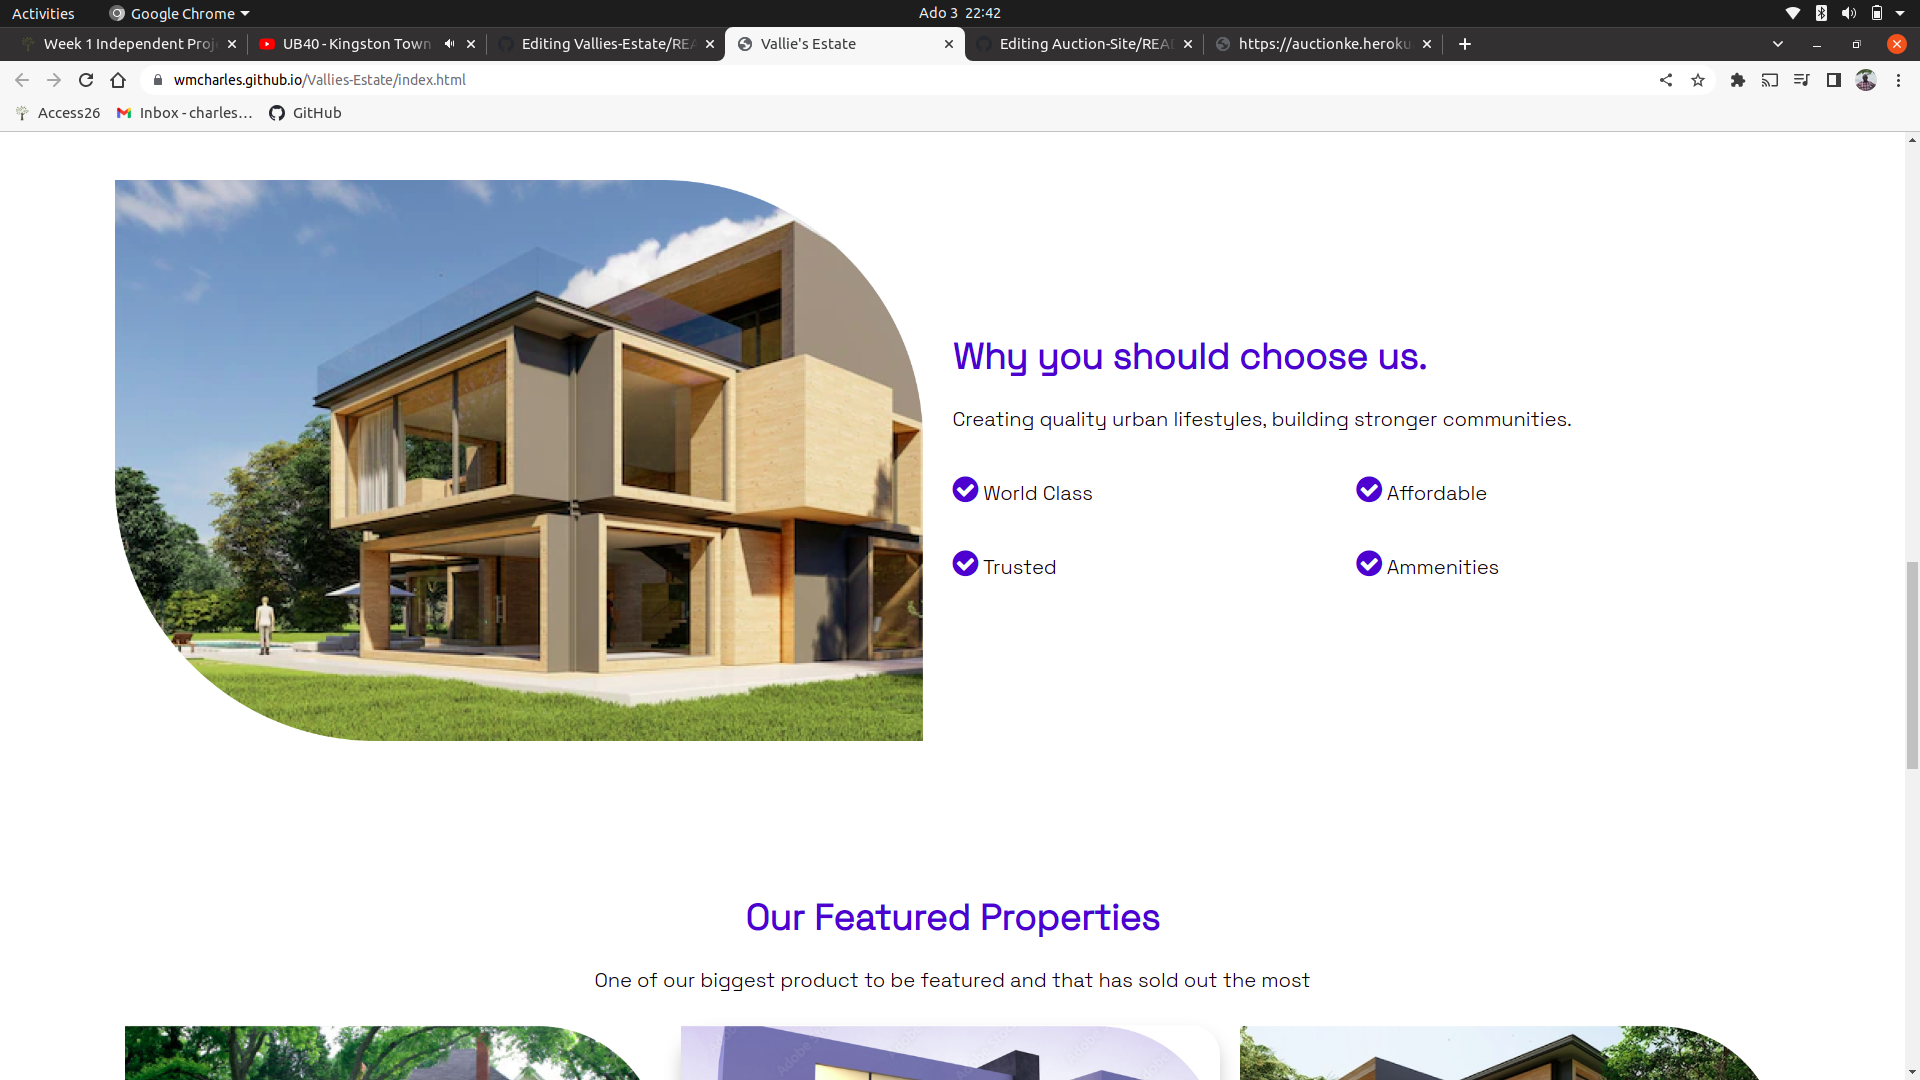 Activities
Google Chrome
Ado 3 22:42
Week 1 Independent Proj
UB40 - Kingston Town
Editing Vallies-Estate/REA
Vallie's Estate
Editing Auction-Site/READ
https://auctionke.heroku
wmcharles.github.io/Vallies-Estate/index.html
Access26
Inbox - charles...
GitHub
Why you should choose us.
Creating quality urban lifestyles, building stronger communities.
World Class
Affordable
Trusted
Ammenities
Our Featured Properties
One of our biggest product to be featured and that has sold out the most